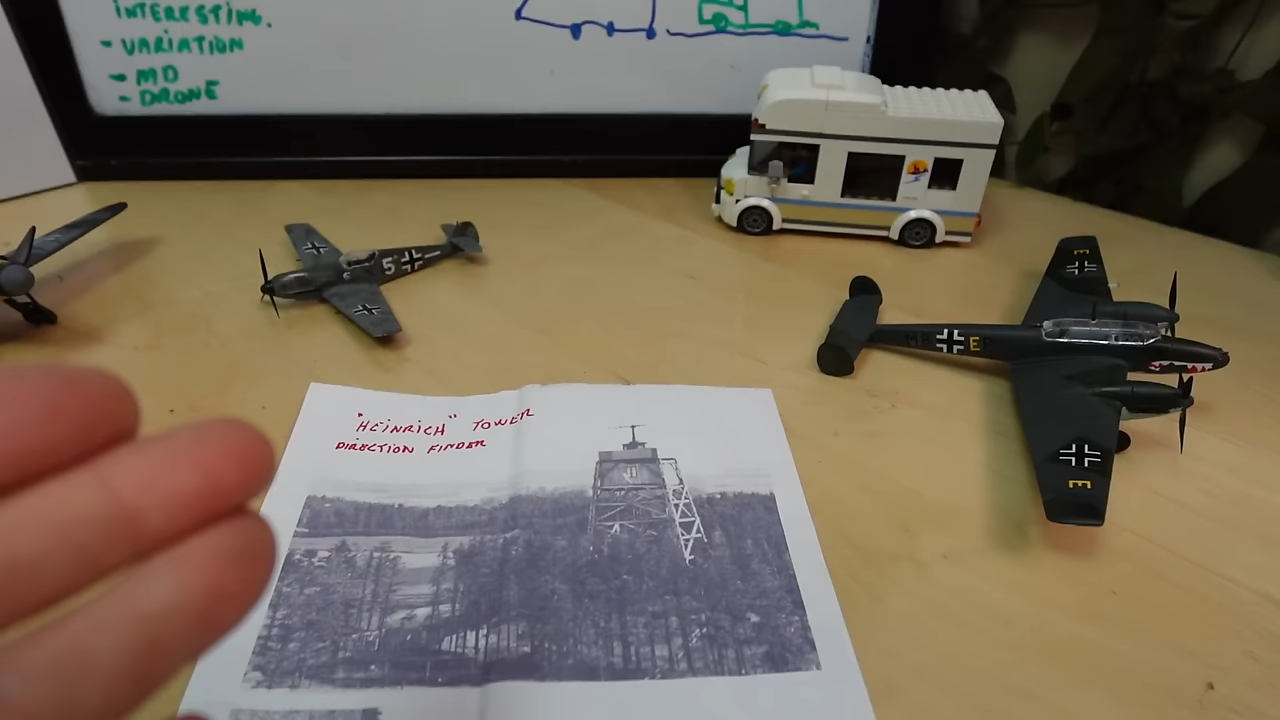 INTERESTING.
- VARIATION
- MD
- DRONE
"HEINRICH" TOWER
DIRECTION FINDER
5
E
E
E